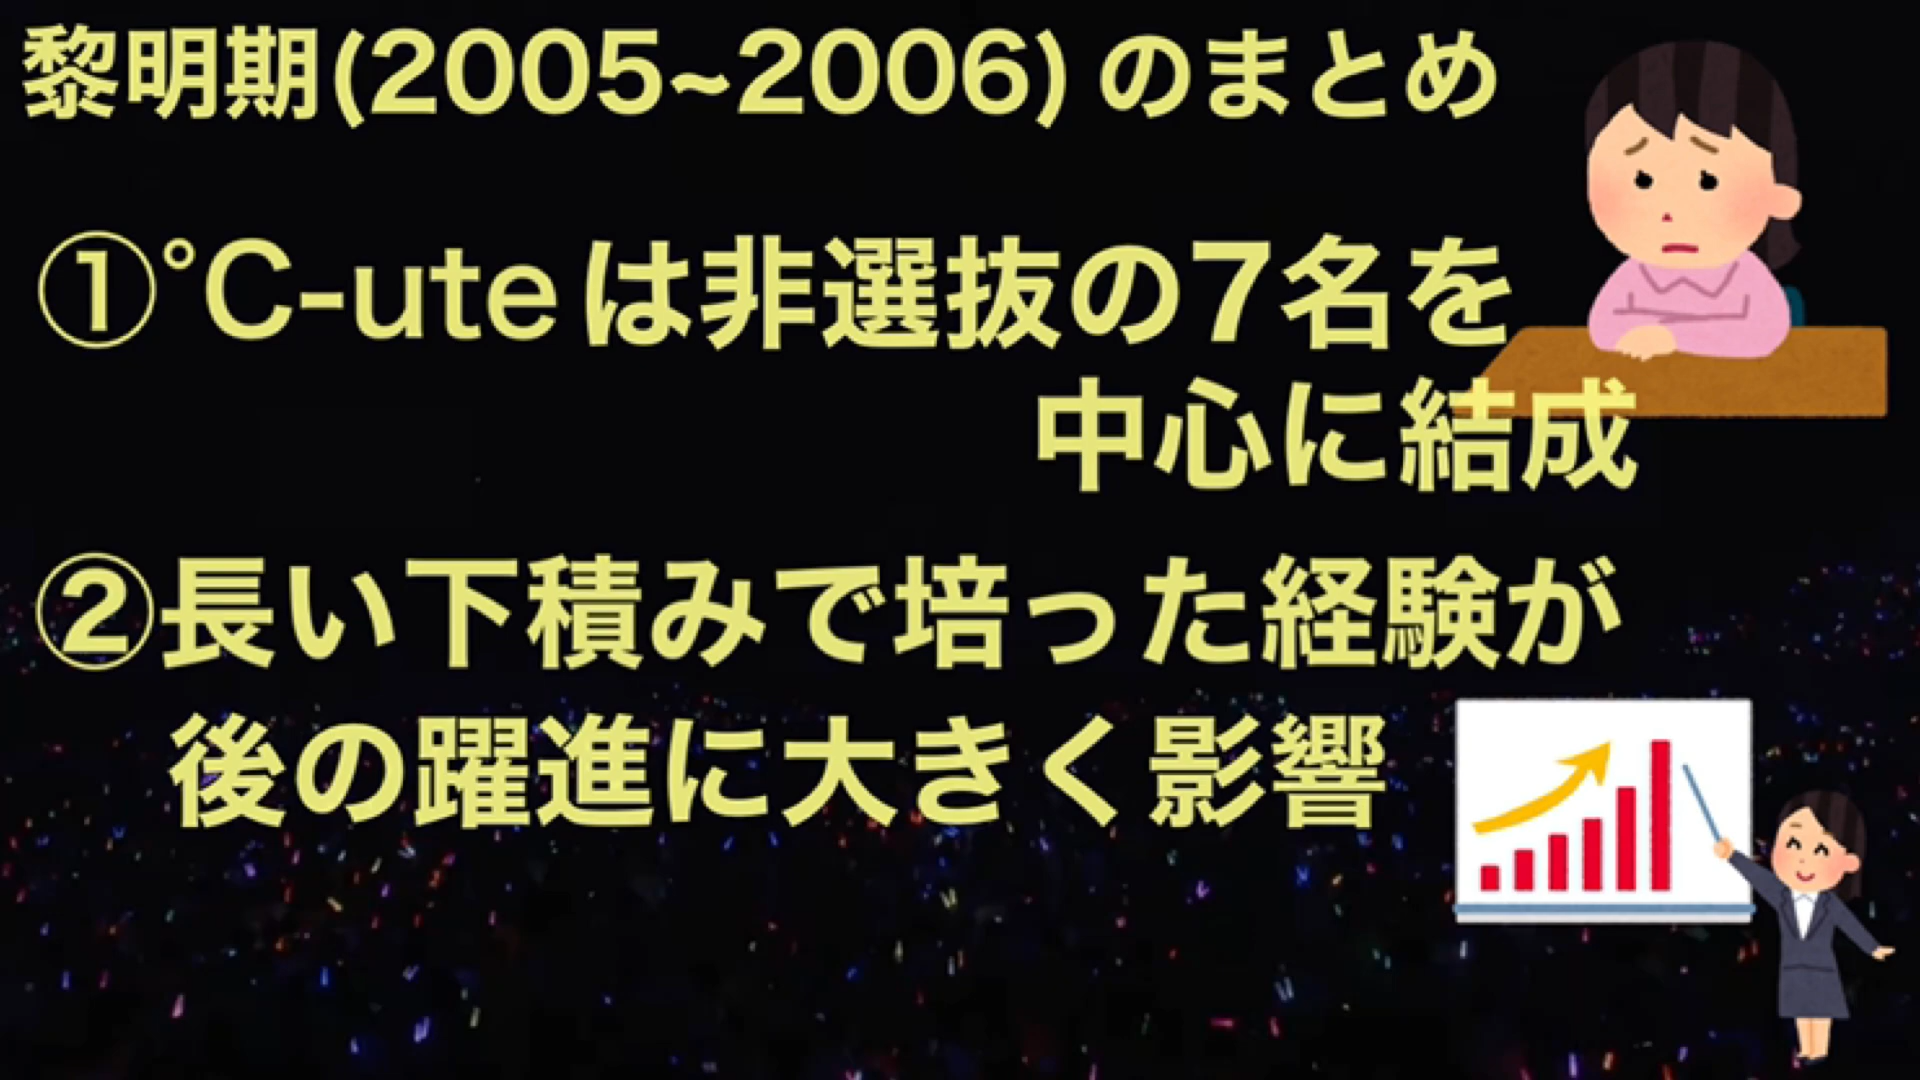 黎明期(2005~2006) のまとめ
①℃-uteは非選抜の7名を
中心に結成
②長い下積みで培った経験が
後の躍進に大きく影響